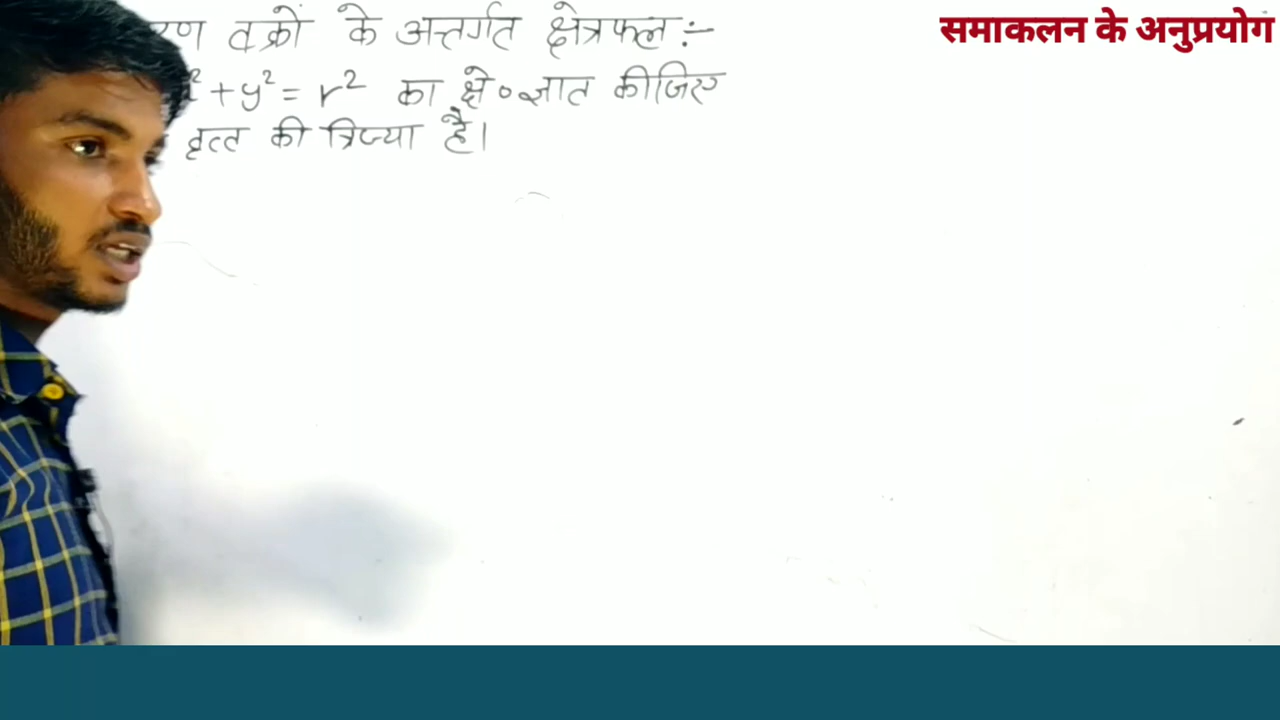 समाकलन के अनुप्रयोग
वक्रों के अन्तर्गत क्षेत्रफल :-
+ y² = r² का क्षे॰ ज्ञात कीजिए
वृत्त की त्रिज्या है।